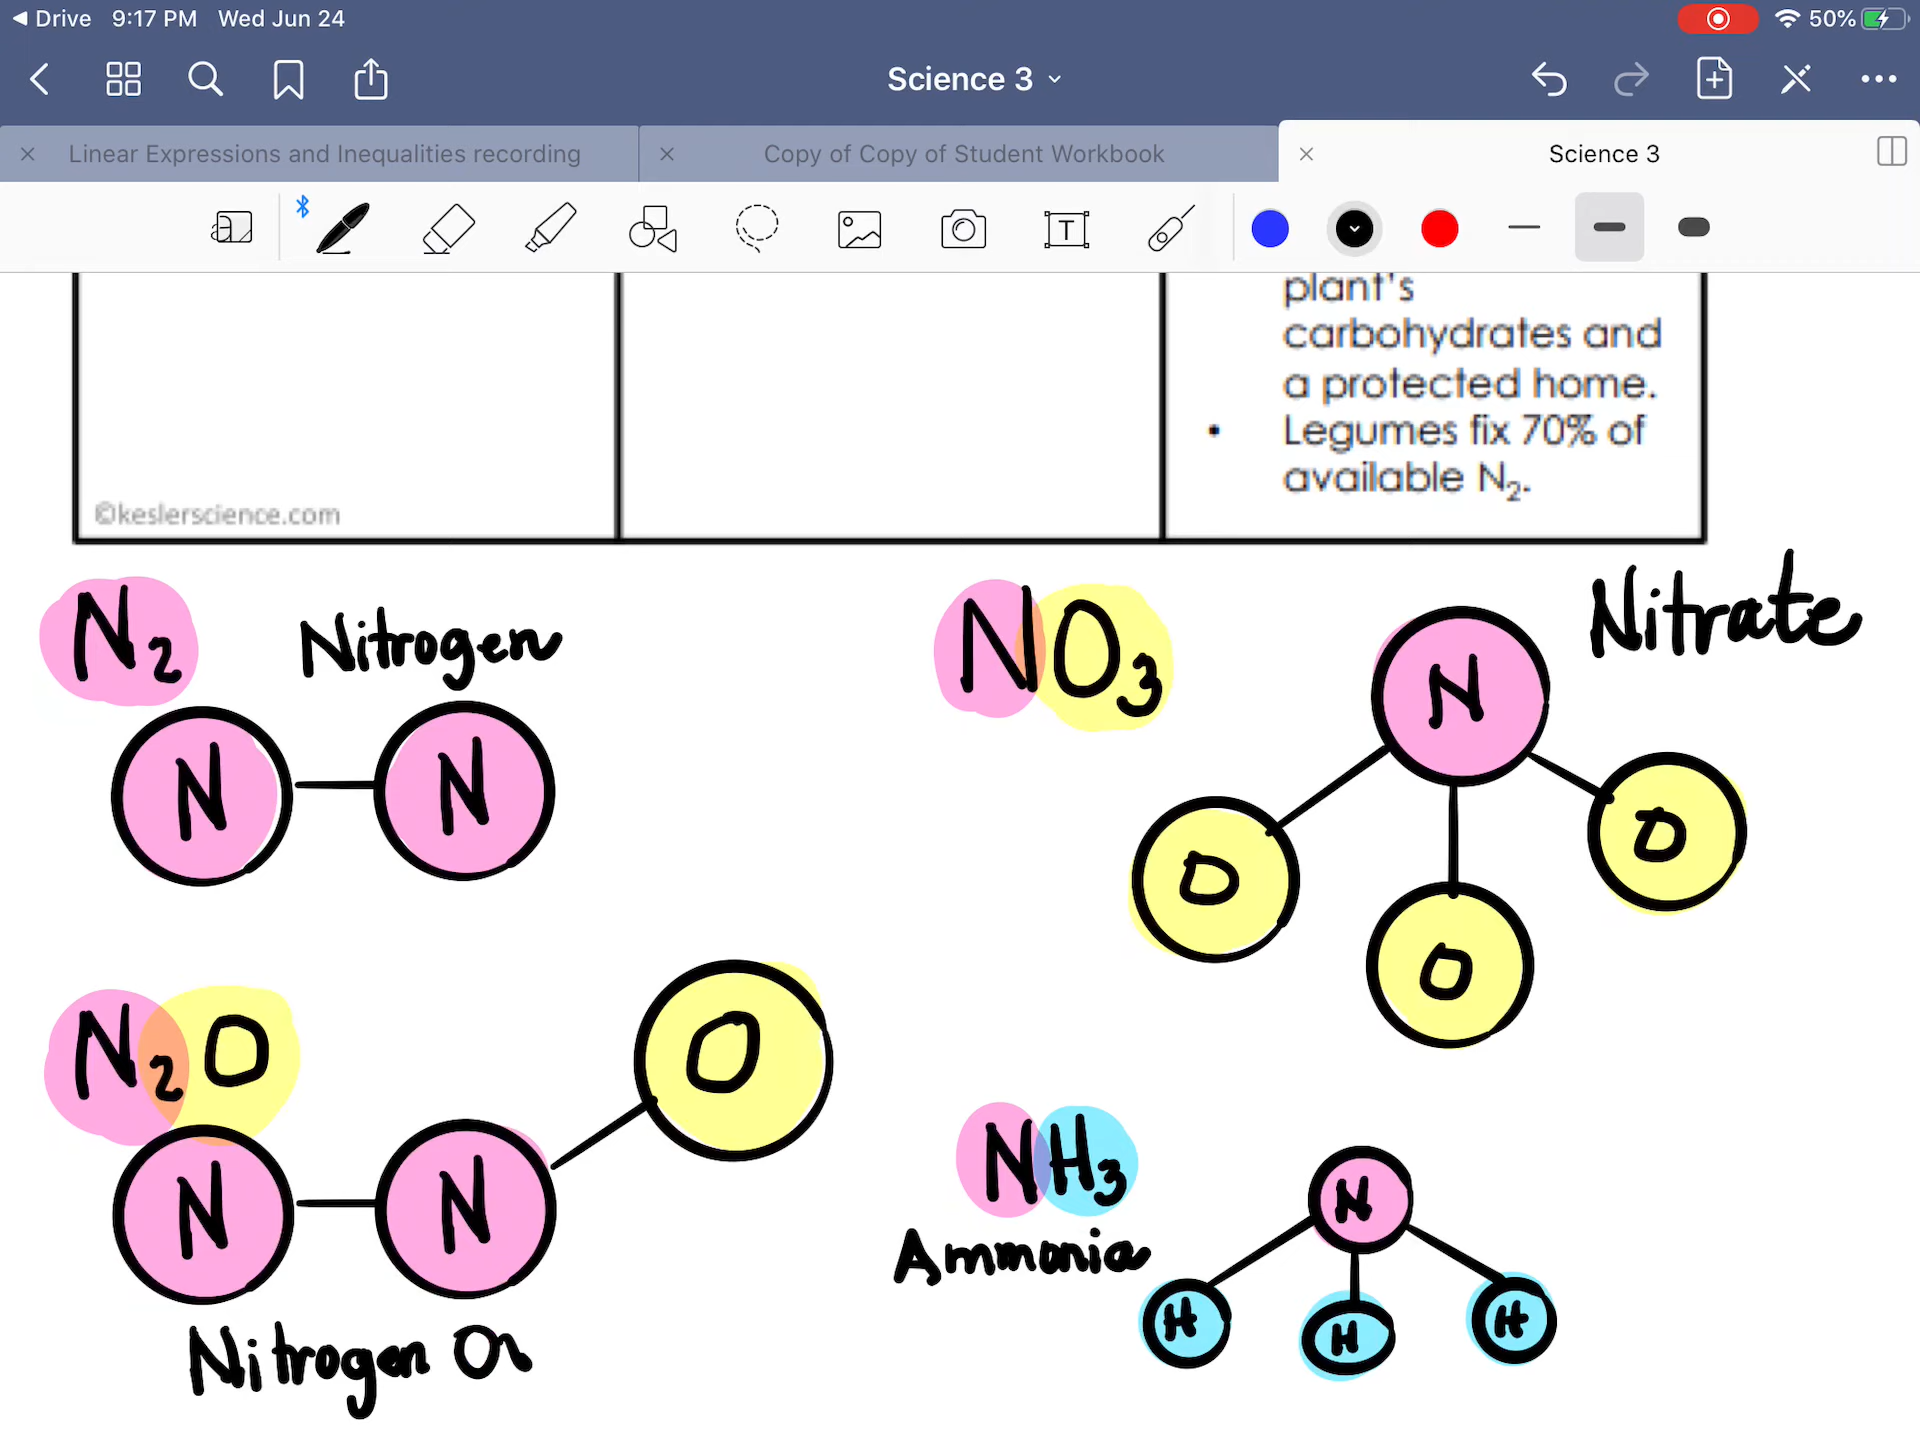 Drive 9:17 PM Wed Jun 24 50%
Science 3
Linear Expressions and Inequalities recording
Copy of Copy of Student Workbook
Science 3
T
plant's
carbohydrates and
a protected home.
• Legumes fix 70% of
available N₂.
©keslerscience.com
N₂ Nitrogen
N N
NO₃ Nitrate
N
O O O
N₂O
N N O
Nitrogen Ox
NH₃
Ammonia
N
H H H